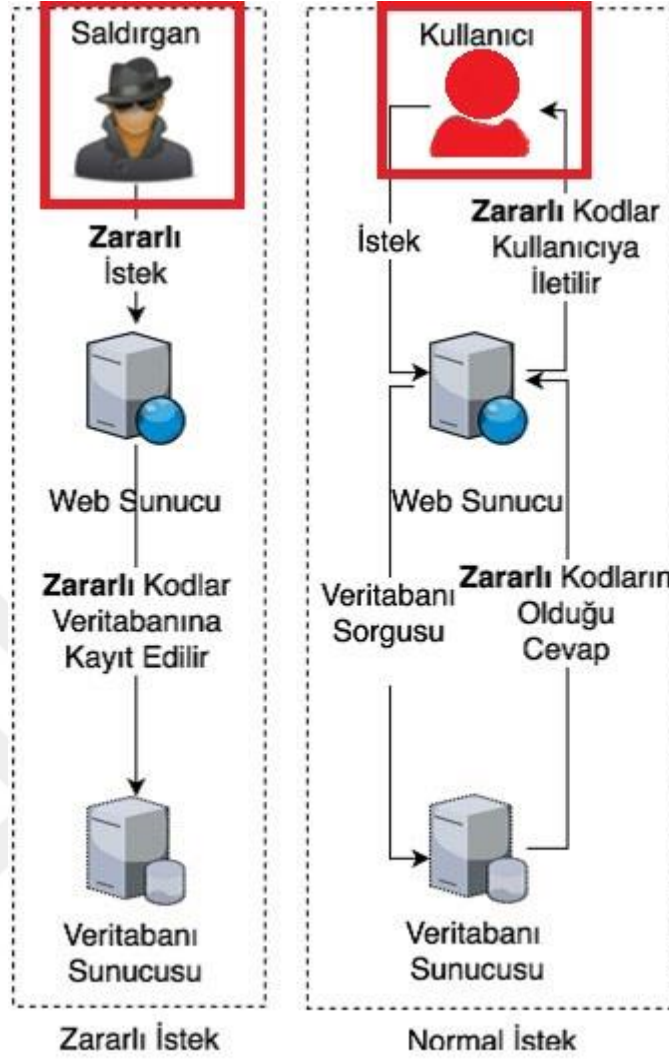 Saldırgan
Zararlı
İstek
Web Sunucu
Zararlı Kodlar
Veritabanına
Kayıt Edilir
Veritabanı
Sunucusu
Zararlı İstek
Kullanıcı
İstek
Zararlı Kodlar
Kullanıcıya
İletilir
Web Sunucu
Veritabanı
Sorgusu
Zararlı Kodların
Olduğu
Cevap
Veritabanı
Sunucusu
Normal İstek